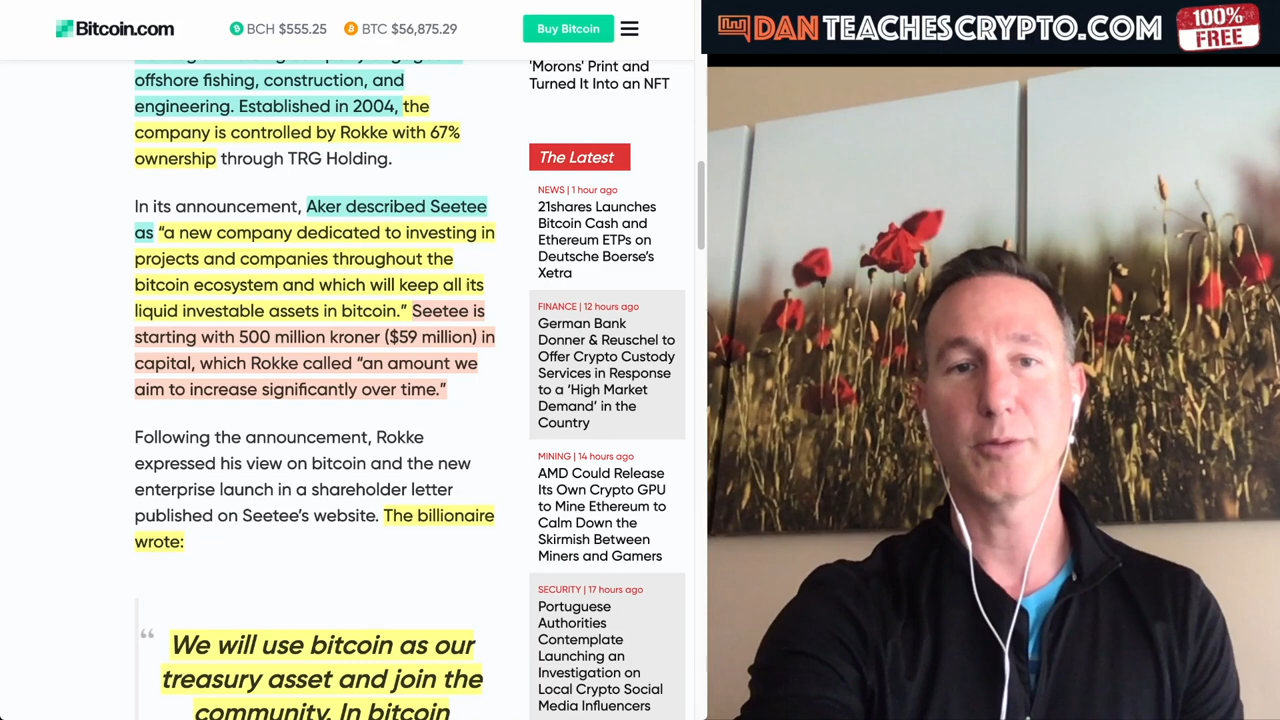 Bitcoin.com
BCH $555.25
BTC $56,875.29
Buy Bitcoin
DANTEACHESCRYPTO.COM
100%
FREE
offshore fishing, construction, and
engineering. Established in 2004, the
company is controlled by Rokke with 67%
ownership through TRG Holding.
In its announcement, Aker described Seetee
as “a new company dedicated to investing in
projects and companies throughout the
bitcoin ecosystem and which will keep all its
liquid investable assets in bitcoin.” Seetee is
starting with 500 million kroner ($59 million) in
capital, which Rokke called “an amount we
aim to increase significantly over time.”
Following the announcement, Rokke
expressed his view on bitcoin and the new
enterprise launch in a shareholder letter
published on Seetee’s website. The billionaire
wrote:
“
We will use bitcoin as our
treasury asset and join the
community. In bitcoin
'Morons' Print and
Turned It Into an NFT
The Latest
NEWS | 1 hour ago
21shares Launches
Bitcoin Cash and
Ethereum ETPs on
Deutsche Boerse’s
Xetra
FINANCE | 12 hours ago
German Bank
Donner & Reuschel to
Offer Crypto Custody
Services in Response
to a ‘High Market
Demand’ in the
Country
MINING | 14 hours ago
AMD Could Release
Its Own Crypto GPU
to Mine Ethereum to
Calm Down the
Skirmish Between
Miners and Gamers
SECURITY | 17 hours ago
Portuguese
Authorities
Contemplate
Launching an
Investigation on
Local Crypto Social
Media Influencers